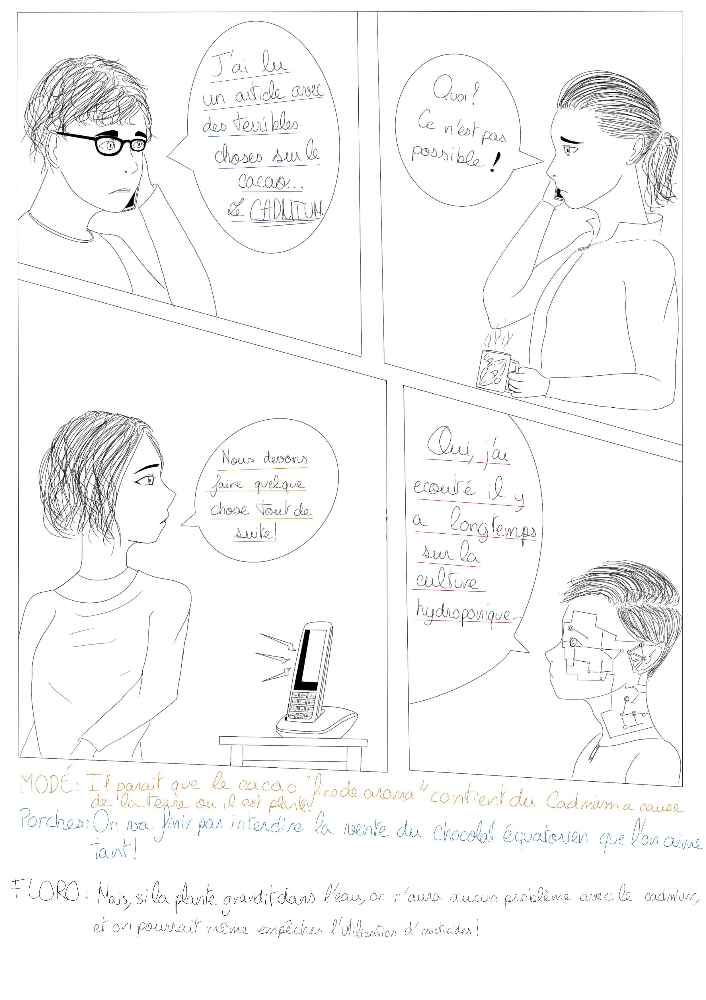 J'ai lu
un article avec
des terribles
choses sur le
cacao...
Le CADMIUM.
Quoi!
Ce n'est pas
possible!
CACAO
Nous devons
faire quelque
chose tout de
suite!
1 2 3
4 5 6
7 8 9
* 0 #
Oui, j'ai
ecouté il y
a longtemps
sur la
culture
hydroponique...
MODÉ: Il parait que le cacao "fino de aroma" contient du Cadmium a cause
de la terre ou il est planté!
Porches: On va finir par interdire la vente du chocolat équatorien que l'on aime
tant!
FLORO: Mais, si la plante grandit dans l'eau, on n'aura aucun problème avec le cadmium,
et on pourrait même empêcher l'utilisation d'insecticides!